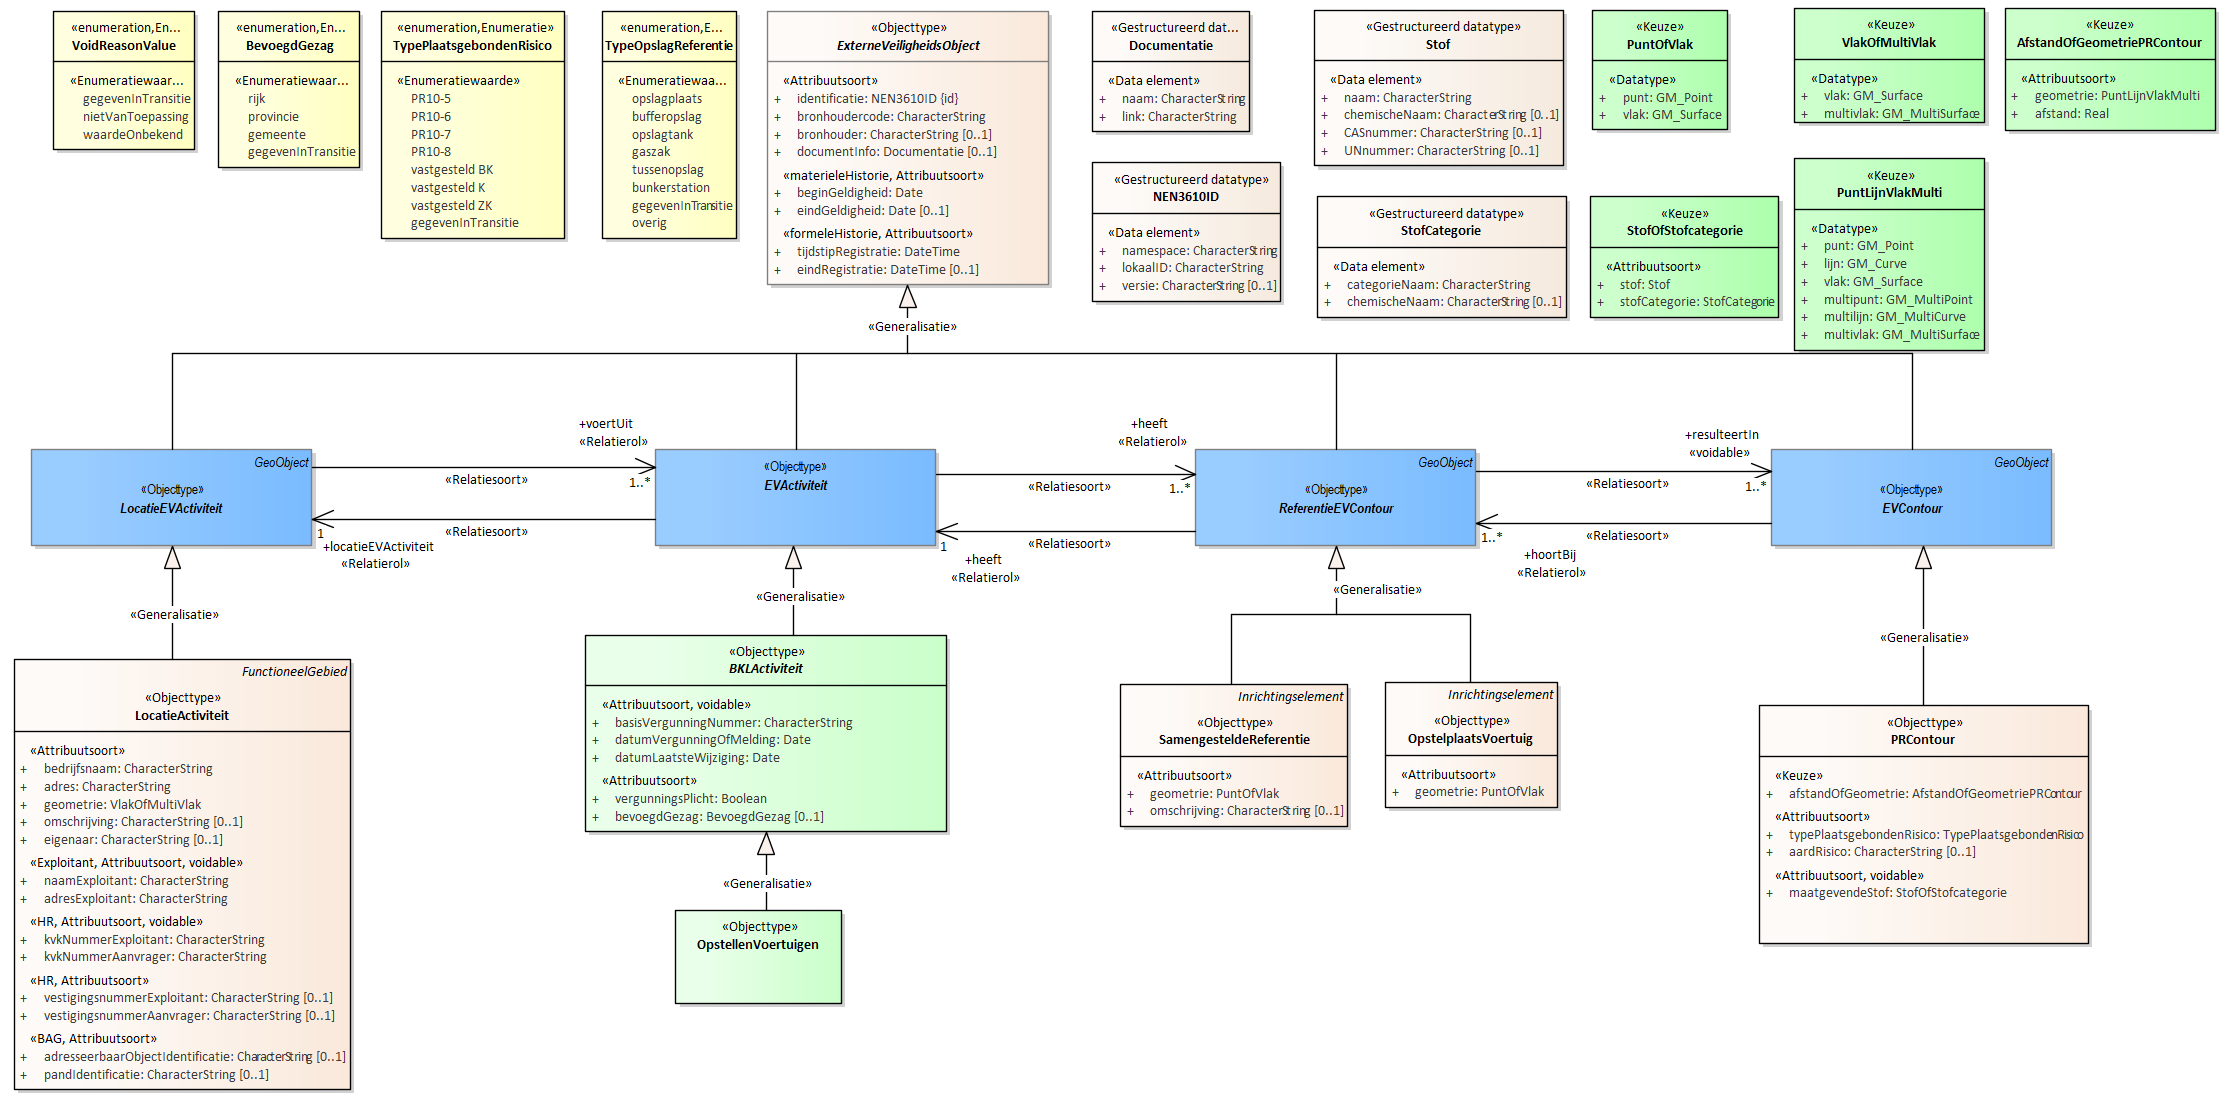 «enumeration,En...
VoidReasonValue
«Enumeratiewaar...
gegevenInTransitie
nietVanToepassing
waardeOnbekend
«enumeration,En...
BevoegdGezag
«Enumeratiewaar...
rijk
provincie
gemeente
gegevenInTransitie
«enumeration,Enumeratie»
TypePlaatsgebondenRisico
«Enumeratiewaarde»
PR10-5
PR10-6
PR10-7
PR10-8
vastgesteld BK
vastgesteld K
vastgesteld ZK
gegevenInTransitie
«enumeration,E...
TypeOpslagReferentie
«Enumeratiewaa...
opslagplaats
bufferopslag
opslagtank
gaszak
tussenopslag
bunkerstation
gegevenInTransitie
overig
«Objecttype»
ExterneVeiligheidsObject
«Attribuutsoort»
+ identificatie: NEN3610ID {id}
+ bronhoudercode: CharacterString
+ bronhouder: CharacterString [0..1]
+ documentInfo: Documentatie [0..1]
«materieleHistorie, Attribuutsoort»
+ beginGeldigheid: Date
+ eindGeldigheid: Date [0..1]
«formeleHistorie, Attribuutsoort»
+ tijdstipRegistratie: DateTime
+ eindRegistratie: DateTime [0..1]
«Gestructureerd dat...
Documentatie
«Data element»
+ naam: CharacterString
+ link: CharacterString
«Gestructureerd datatype»
NEN3610ID
«Data element»
+ namespace: CharacterString
+ lokaalID: CharacterString
+ versie: CharacterString [0..1]
«Gestructureerd datatype»
Stof
«Data element»
+ naam: CharacterString
+ chemischeNaam: CharacterString [0..1]
+ CASnummer: CharacterString [0..1]
+ UNnummer: CharacterString [0..1]
«Gestructureerd datatype»
StofCategorie
«Data element»
+ categorieNaam: CharacterString
+ chemischeNaam: CharacterString [0..1]
«Keuze»
PuntOfVlak
«Datatype»
+ punt: GM_Point
+ vlak: GM_Surface
«Keuze»
StofOfStofcategorie
«Attribuutsoort»
+ stof: Stof
+ stofCategorie: StofCategorie
«Keuze»
VlakOfMultiVlak
«Datatype»
+ vlak: GM_Surface
+ multivlak: GM_MultiSurface
«Keuze»
PuntLijnVlakMulti
«Datatype»
+ punt: GM_Point
+ lijn: GM_Curve
+ vlak: GM_Surface
+ multipunt: GM_MultiPoint
+ multilijn: GM_MultiCurve
+ multivlak: GM_MultiSurface
«Keuze»
AfstandOfGeometriePRContour
«Attribuutsoort»
+ geometrie: PuntLijnVlakMulti
+ afstand: Real
«Generalisatie»
GeoObject
«Objecttype»
LocatieEVActiviteit
+voertUit
«Relatierol»
«Relatiesoort»
1..*
«Relatiesoort»
1
+locatieEVActiviteit
«Relatierol»
«Objecttype»
EVActiviteit
+heeft
«Relatierol»
«Relatiesoort»
1..*
1
«Relatiesoort»
+heeft
«Relatierol»
GeoObject
«Objecttype»
ReferentieEVContour
+resulteertIn
«voidable»
«Relatiesoort»
1..*
1..*
«Relatiesoort»
+hoortBij
«Relatierol»
GeoObject
«Objecttype»
EVContour
«Generalisatie»
«Generalisatie»
«Generalisatie»
«Generalisatie»
FunctioneelGebied
«Objecttype»
LocatieActiviteit
«Attribuutsoort»
+ bedrijfsnaam: CharacterString
+ adres: CharacterString
+ geometrie: VlakOfMultiVlak
+ omschrijving: CharacterString [0..1]
+ eigenaar: CharacterString [0..1]
«Exploitant, Attribuutsoort, voidable»
+ naamExploitant: CharacterString
+ adresExploitant: CharacterString
«HR, Attribuutsoort, voidable»
+ kvkNummerExploitant: CharacterString
+ kvkNummerAanvrager: CharacterString
«HR, Attribuutsoort»
+ vestigingsnummerExploitant: CharacterString [0..1]
+ vestigingsnummerAanvrager: CharacterString [0..1]
«BAG, Attribuutsoort»
+ adresseerbaarObjectIdentificatie: CharacterString [0..1]
+ pandIdentificatie: CharacterString [0..1]
«Objecttype»
BKLActiviteit
«Attribuutsoort, voidable»
+ basisVergunningNummer: CharacterString
+ datumVergunningOfMelding: Date
+ datumLaatsteWijziging: Date
«Attribuutsoort»
+ vergunningsPlicht: Boolean
+ bevoegdGezag: BevoegdGezag [0..1]
«Generalisatie»
«Objecttype»
OpstellenVoertuigen
Inrichtingselement
«Objecttype»
SamengesteldeReferentie
«Attribuutsoort»
+ geometrie: PuntOfVlak
+ omschrijving: CharacterString [0..1]
Inrichtingselement
«Objecttype»
OpstelplaatsVoertuig
«Attribuutsoort»
+ geometrie: PuntOfVlak
«Objecttype»
PRContour
«Keuze»
+ afstandOfGeometrie: AfstandOfGeometriePRContour
«Attribuutsoort»
+ typePlaatsgebondenRisico: TypePlaatsgebondenRisico
+ aardRisico: CharacterString [0..1]
«Attribuutsoort, voidable»
+ maatgevendeStof: StofOfStofcategorie